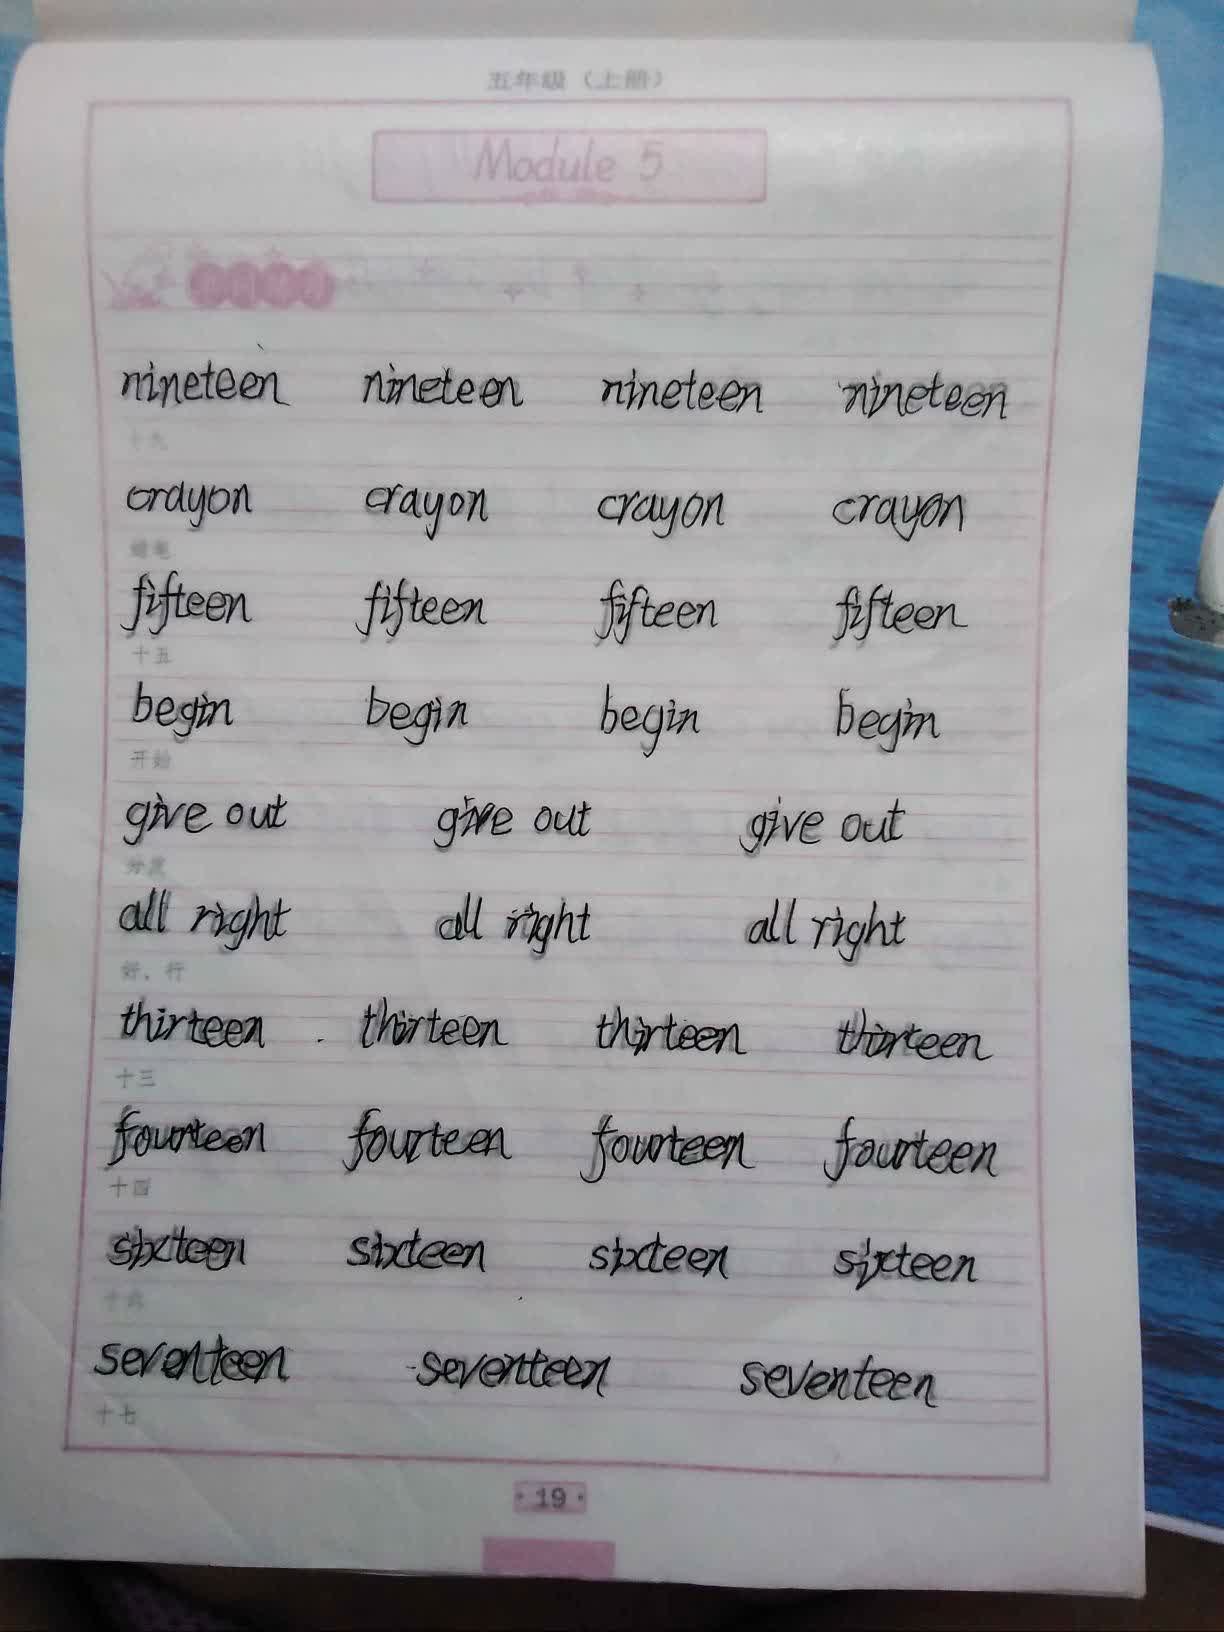 五年级（上册）
Module 5
nineteen nineteen nineteen nineteen
十九
crayon crayon crayon crayon
蜡笔
fifteen fifteen fifteen fifteen
十五
begin begin begin begin
开始
give out give out give out
分发
all right all right all right
好，行
thirteen thirteen thirteen thirteen
十三
fourteen fourteen fourteen fourteen
十四
sixteen sixteen sixteen sixteen
十六
seventeen seventeen seventeen
十七
·19·